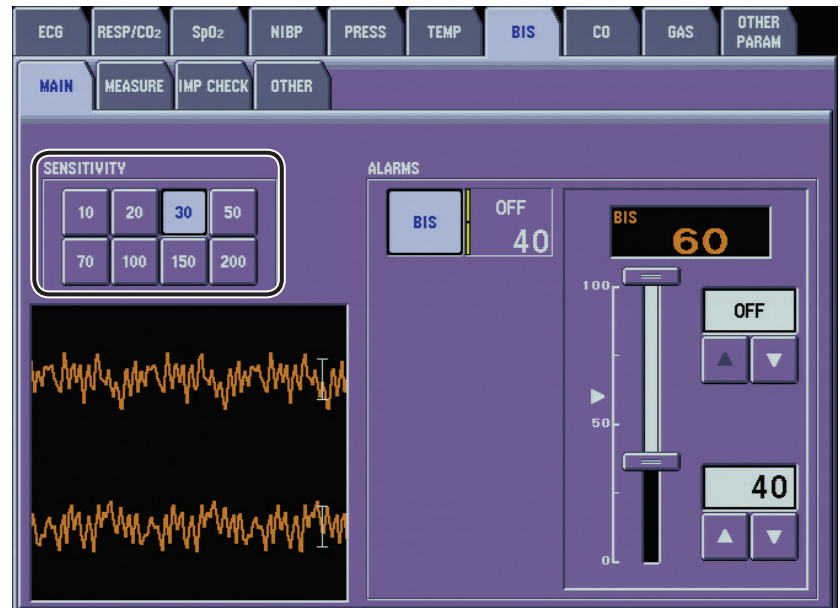 ECG RESP/CO2 SpO2 NIBP PRESS TEMP BIS CO GAS OTHER PARAM
MAIN MEASURE IMP CHECK OTHER
SENSITIVITY
10 20 30 50
70 100 150 200
ALARMS
BIS OFF
40
BIS
60
100
50
0
OFF
40